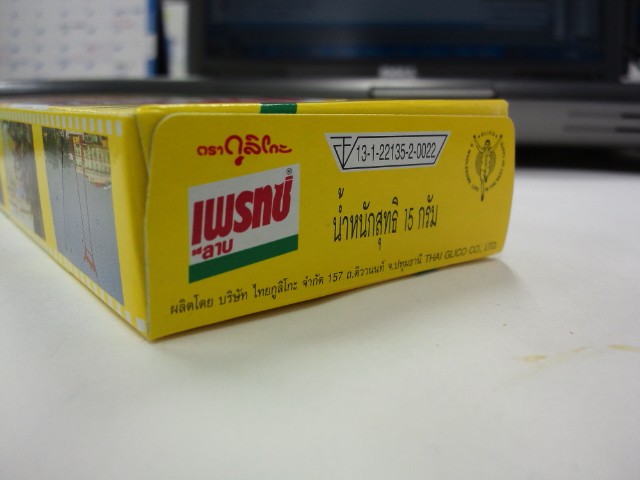 ตรากูลิโกะ
13-1-22135-2-0022
เพรทซ์®
รสลาบ
น้ำหนักสุทธิ 15 กรัม
ผลิตโดย บริษัท ไทยกูลิโกะ จำกัด 157 ถ.ติวานนท์ จ.ปทุมธานี THAI GLICO CO., LTD.